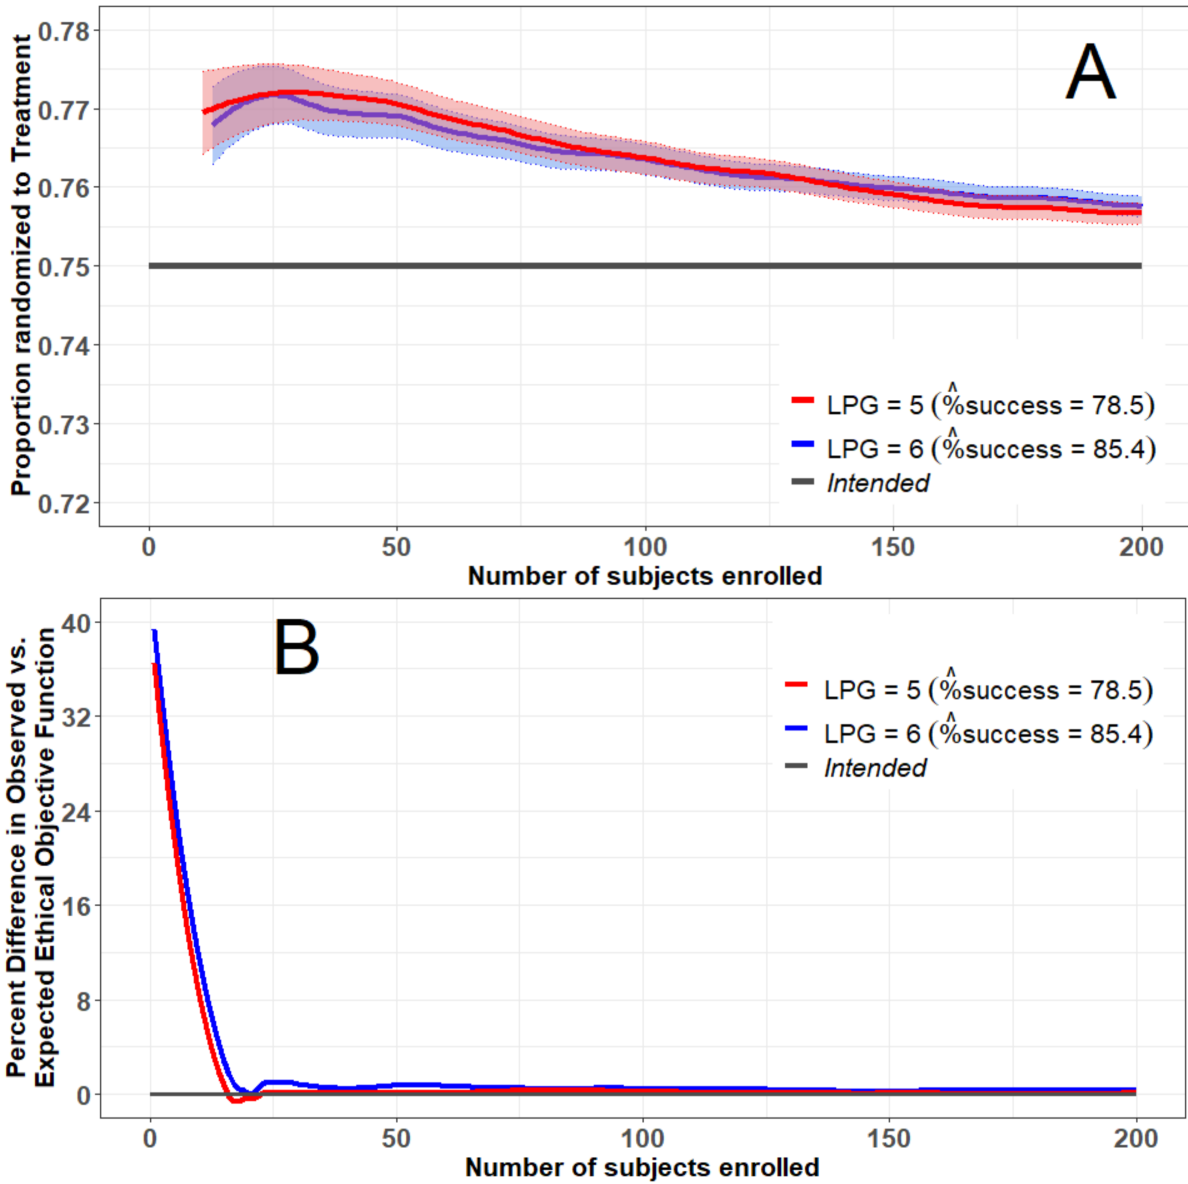 A
Proportion randomized to Treatment
0.78
0.77
0.76
0.75
0.74
0.73
0.72
LPG = 5 (%̂success = 78.5)
LPG = 6 (%̂success = 85.4)
Intended
0 50 100 150 200
Number of subjects enrolled
B
Percent Difference in Observed vs.
Expected Ethical Objective Function
40
32
24
16
8
0
LPG = 5 (%̂success = 78.5)
LPG = 6 (%̂success = 85.4)
Intended
0 50 100 150 200
Number of subjects enrolled